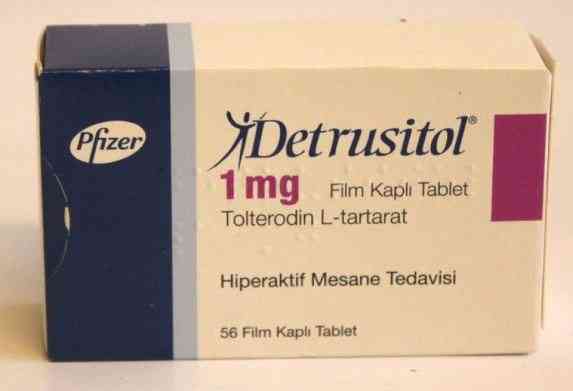 Pfizer
Detrusitol®
1 mg Film Kaplı Tablet
Tolterodin L-tartarat
Hiperaktif Mesane Tedavisi
56 Film Kaplı Tablet